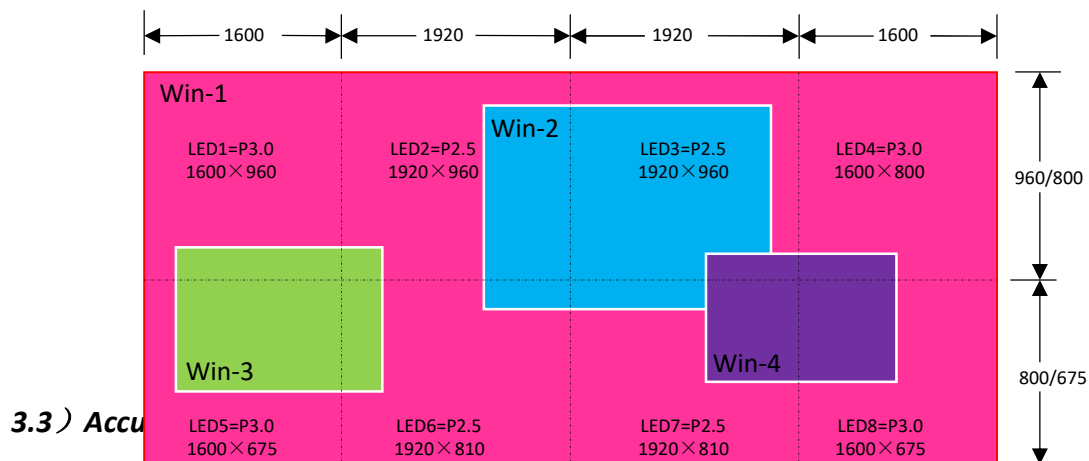 1600 1920 1920 1600
Win-1
Win-2
LED1=P3.0 LED2=P2.5 LED3=P2.5 LED4=P3.0
1600×960 1920×960 1920×960 1600×800
960/800
Win-3
Win-4
800/675
3.3）Accu
LED5=P3.0 LED6=P2.5 LED7=P2.5 LED8=P3.0
1600×675 1920×810 1920×810 1600×675